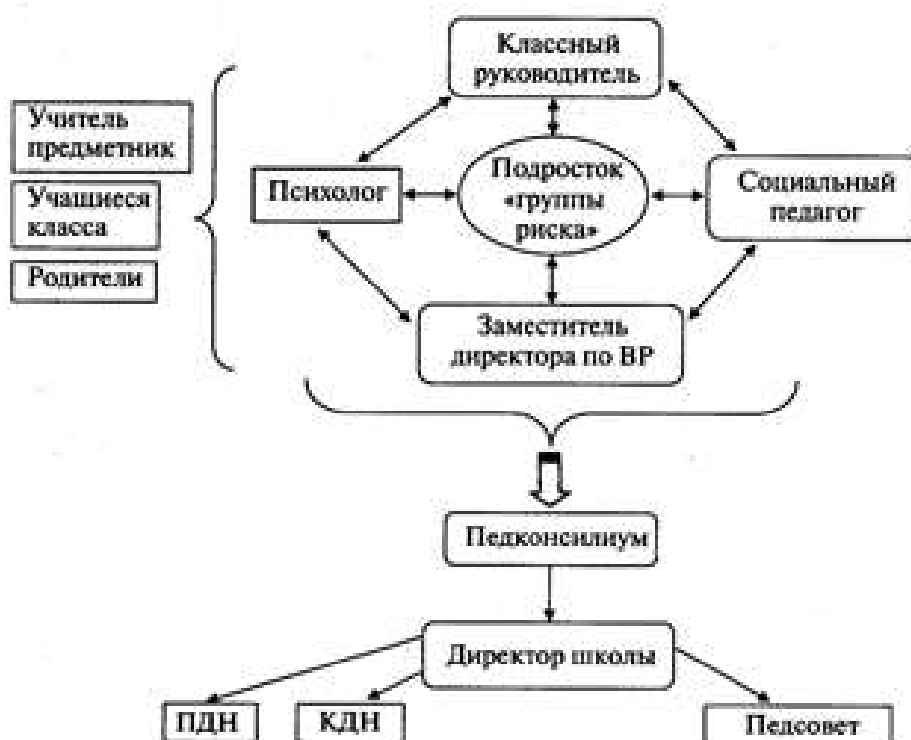 Классный
руководитель
Учитель
предметник
Учащиеся
класса
Родители
Психолог
Подросток
«группы
риска»
Социальный
педагог
Заместитель
директора по ВР
Педконсилиум
Директор школы
ПДН
КДН
Педсовет